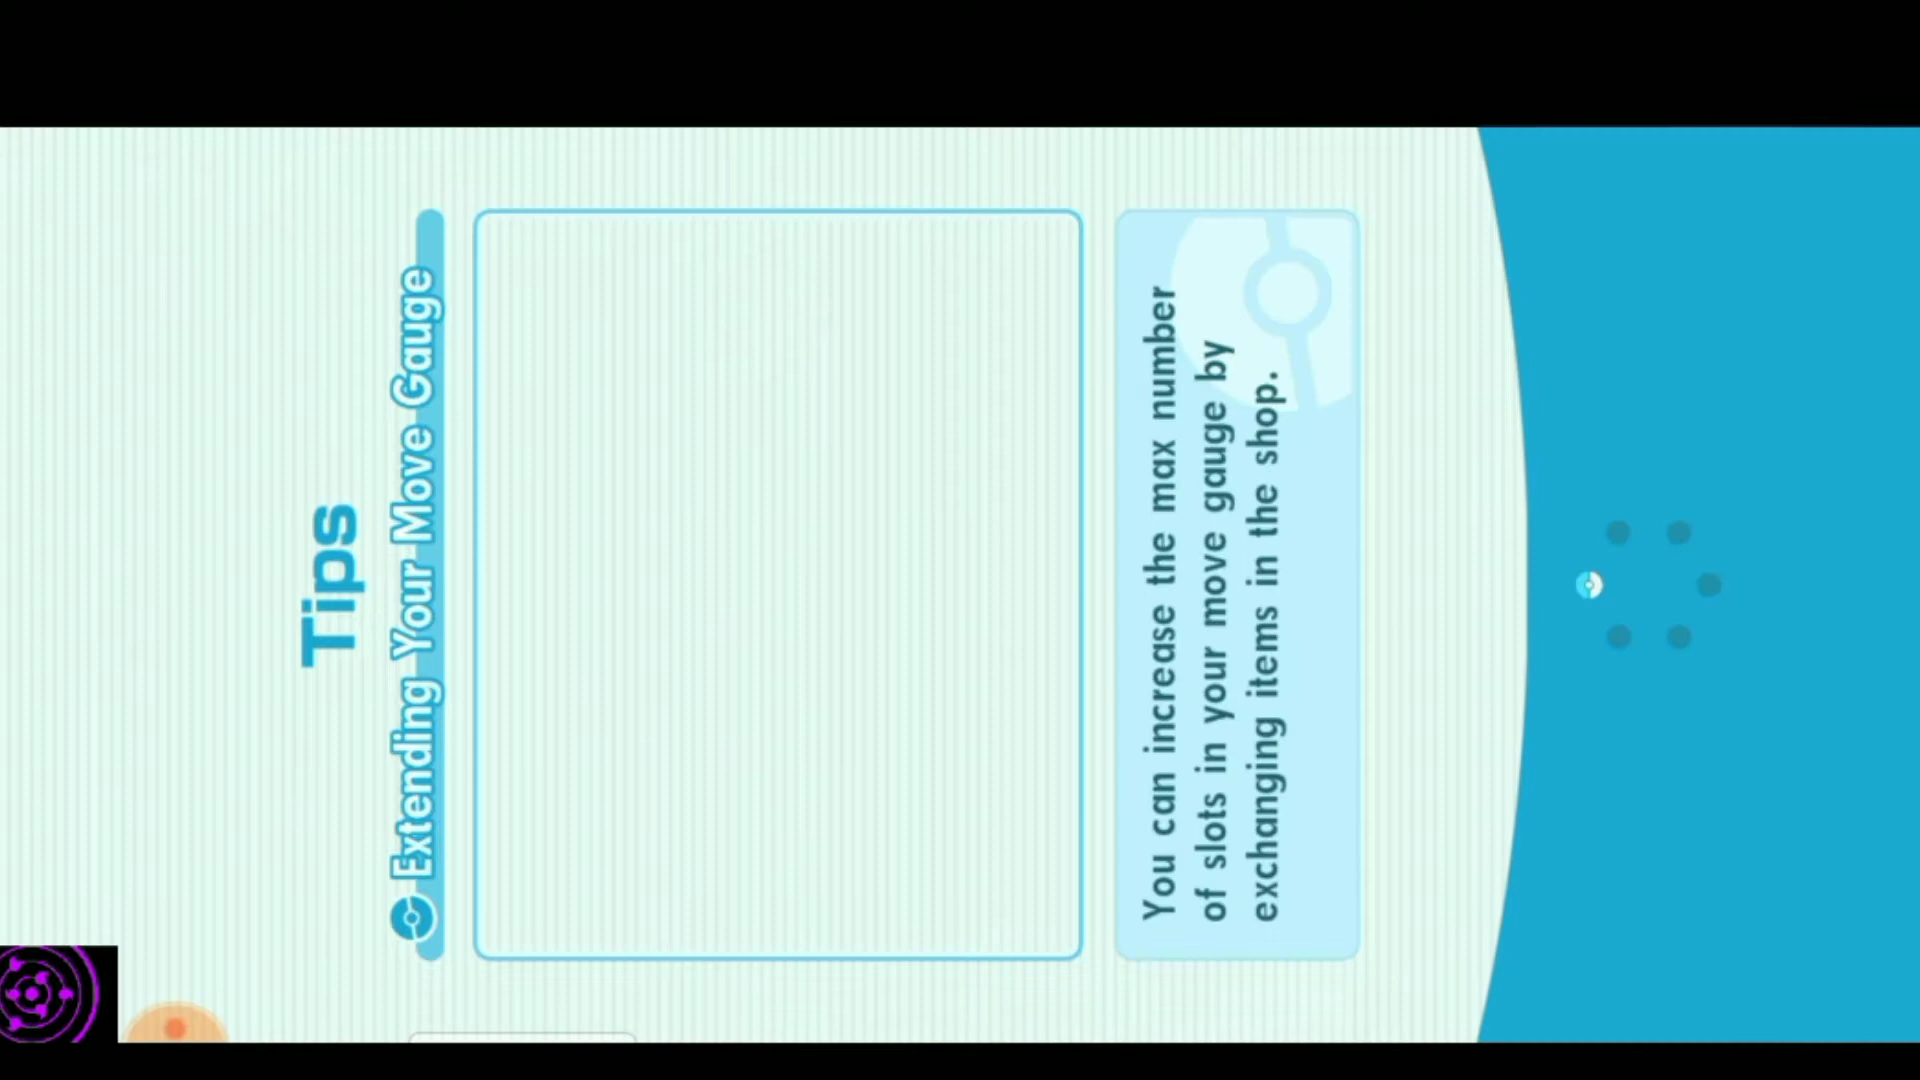 Tips
Extending Your Move Gauge
You can increase the max number
of slots in your move gauge by
exchanging items in the shop.